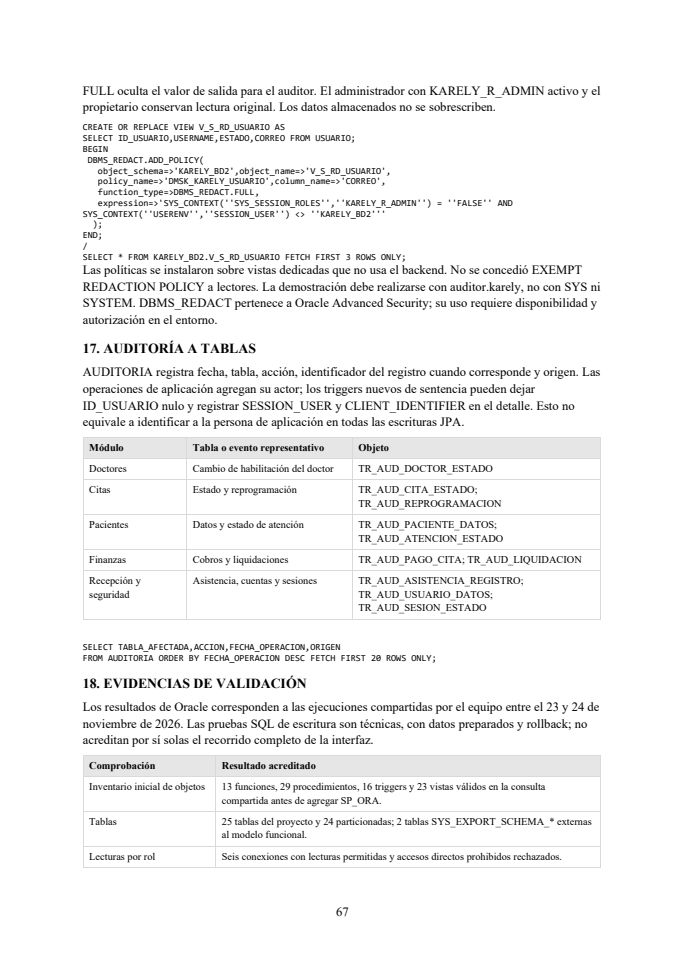 FULL oculta el valor de salida para el auditor. El administrador con KARELY_R_ADMIN activo y el
propietario conservan lectura original. Los datos almacenados no se sobrescriben.
CREATE OR REPLACE VIEW V_S_RD_USUARIO AS
SELECT ID_USUARIO,USERNAME,ESTADO,CORREO FROM USUARIO;
BEGIN
DBMS_REDACT.ADD_POLICY(
object_schema=>'KARELY_BD2',object_name=>'V_S_RD_USUARIO',
policy_name=>'DMSK_KARELY_USUARIO',column_name=>'CORREO',
function_type=>DBMS_REDACT.FULL,
expression=>'SYS_CONTEXT(''SYS_SESSION_ROLES'',''KARELY_R_ADMIN'') = ''FALSE'' AND
SYS_CONTEXT(''USERENV'',''SESSION_USER'') <> ''KARELY_BD2'''
);
END;
/
SELECT * FROM KARELY_BD2.V_S_RD_USUARIO FETCH FIRST 3 ROWS ONLY;
Las políticas se instalaron sobre vistas dedicadas que no usa el backend. No se concedió EXEMPT
REDACTION POLICY a lectores. La demostración debe realizarse con auditor.karely, no con SYS ni
SYSTEM. DBMS_REDACT pertenece a Oracle Advanced Security; su uso requiere disponibilidad y
autorización en el entorno.
17. AUDITORÍA A TABLAS
AUDITORIA registra fecha, tabla, acción, identificador del registro cuando corresponde y origen. Las
operaciones de aplicación agregan su actor; los triggers nuevos de sentencia pueden dejar
ID_USUARIO nulo y registrar SESSION_USER y CLIENT_IDENTIFIER en el detalle. Esto no
equivale a identificar a la persona de aplicación en todas las escrituras JPA.
Módulo Tabla o evento representativo Objeto
Doctores Cambio de habilitación del doctor TR_AUD_DOCTOR_ESTADO
Citas Estado y reprogramación TR_AUD_CITA_ESTADO;
TR_AUD_REPROGRAMACION
Pacientes Datos y estado de atención TR_AUD_PACIENTE_DATOS;
TR_AUD_ATENCION_ESTADO
Finanzas Cobros y liquidaciones TR_AUD_PAGO_CITA; TR_AUD_LIQUIDACION
Recepción y Asistencia, cuentas y sesiones TR_AUD_ASISTENCIA_REGISTRO;
seguridad TR_AUD_USUARIO_DATOS;
TR_AUD_SESION_ESTADO
SELECT TABLA_AFECTADA,ACCION,FECHA_OPERACION,ORIGEN
FROM AUDITORIA ORDER BY FECHA_OPERACION DESC FETCH FIRST 20 ROWS ONLY;
18. EVIDENCIAS DE VALIDACIÓN
Los resultados de Oracle corresponden a las ejecuciones compartidas por el equipo entre el 23 y 24 de
noviembre de 2026. Las pruebas SQL de escritura son técnicas, con datos preparados y rollback; no
acreditan por sí solas el recorrido completo de la interfaz.
Comprobación Resultado acreditado
Inventario inicial de objetos 13 funciones, 29 procedimientos, 16 triggers y 23 vistas válidos en la consulta
compartida antes de agregar SP_ORA.
Tablas 25 tablas del proyecto y 24 particionadas; 2 tablas SYS_EXPORT_SCHEMA_* externas
al modelo funcional.
Lecturas por rol Seis conexiones con lecturas permitidas y accesos directos prohibidos rechazados.
67